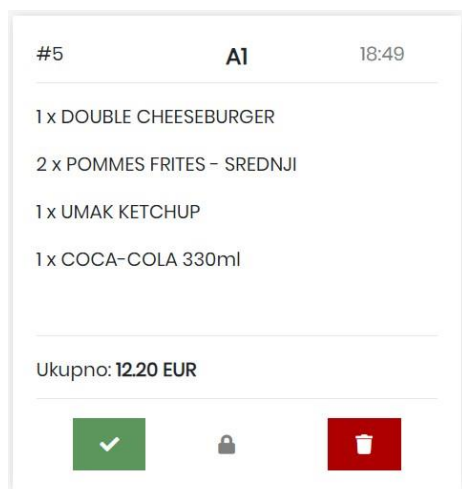 #5 A1 18:49
1 x DOUBLE CHEESEBURGER
2 x POMMES FRITES - SREDNJI
1 x UMAK KETCHUP
1 x COCA-COLA 330ml
Ukupno: 12.20 EUR